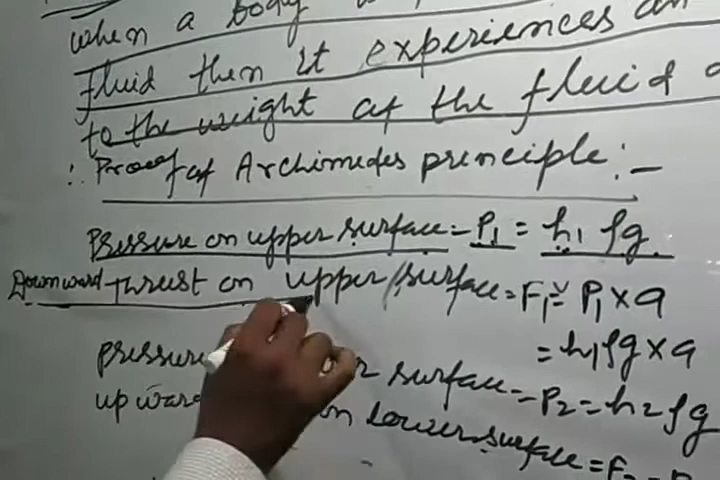 when a body
fluid then it experiences an
to the weight of the fluid
∴ Proof of Archimedes principle :-
Pressure on upper surface = P₁ = h₁ ρg.
Downward thrust on upper surface = F₁ = P₁ × a
= h₁ρg × a
pressure surface = P₂ = h₂ ρg
on lower surface = F₂ =